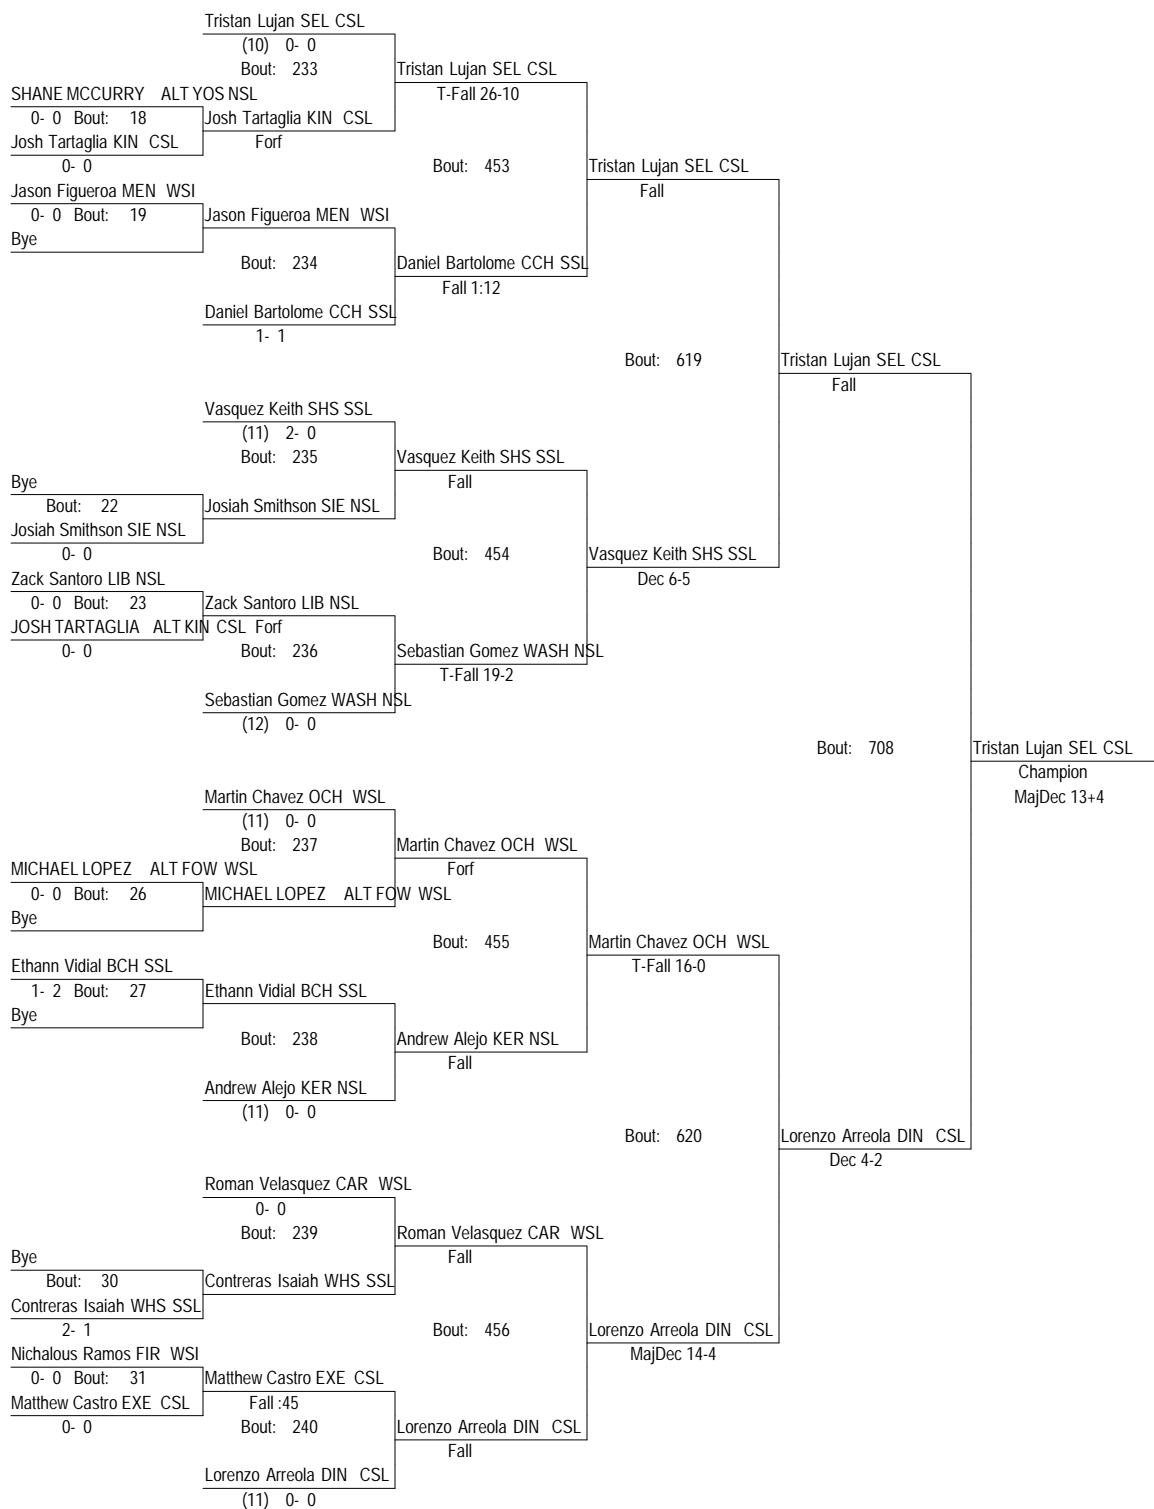 Tristan Lujan SEL CSL
(10) 0- 0
Bout: 233
Tristan Lujan SEL CSL
T-Fall 26-10
SHANE MCCURRY ALT YOS NSL
0- 0 Bout: 18
Josh Tartaglia KIN CSL
Forf
Josh Tartaglia KIN CSL
0- 0
Bout: 453
Tristan Lujan SEL CSL
Fall
Jason Figueroa MEN WSI
0- 0 Bout: 19
Jason Figueroa MEN WSI
Bye
Bout: 234
Daniel Bartolome CCH SSL
Fall 1:12
Daniel Bartolome CCH SSL
1- 1
Bout: 619
Tristan Lujan SEL CSL
Fall
Vasquez Keith SHS SSL
(11) 2- 0
Bout: 235
Vasquez Keith SHS SSL
Fall
Bye
Bout: 22
Josiah Smithson SIE NSL
Josiah Smithson SIE NSL
0- 0
Bout: 454
Vasquez Keith SHS SSL
Dec 6-5
Zack Santoro LIB NSL
0- 0 Bout: 23
Zack Santoro LIB NSL
JOSH TARTAGLIA ALT KIN CSL Forf
0- 0
Bout: 236
Sebastian Gomez WASH NSL
T-Fall 19-2
Sebastian Gomez WASH NSL
(12) 0- 0
Bout: 708
Tristan Lujan SEL CSL
Champion
MajDec 13+4
Martin Chavez OCH WSL
(11) 0- 0
Bout: 237
Martin Chavez OCH WSL
Forf
MICHAEL LOPEZ ALT FOW WSL
0- 0 Bout: 26
MICHAEL LOPEZ ALT FOW WSL
Bye
Bout: 455
Martin Chavez OCH WSL
T-Fall 16-0
Ethann Vidial BCH SSL
1- 2 Bout: 27
Ethann Vidial BCH SSL
Bye
Bout: 238
Andrew Alejo KER NSL
Fall
Andrew Alejo KER NSL
(11) 0- 0
Bout: 620
Lorenzo Arreola DIN CSL
Dec 4-2
Roman Velasquez CAR WSL
0- 0
Bout: 239
Roman Velasquez CAR WSL
Fall
Bye
Bout: 30
Contreras Isaiah WHS SSL
Contreras Isaiah WHS SSL
2- 1
Bout: 456
Lorenzo Arreola DIN CSL
MajDec 14-4
Nichalous Ramos FIR WSI
0- 0 Bout: 31
Matthew Castro EXE CSL
Fall :45
Matthew Castro EXE CSL
0- 0
Bout: 240
Lorenzo Arreola DIN CSL
Fall
Lorenzo Arreola DIN CSL
(11) 0- 0